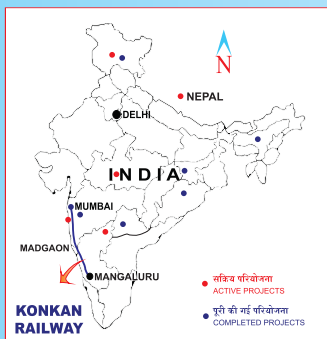 N
NEPAL
DELHI
INDIA
MUMBAI
MADGAON
MANGALURU
सक्रिय परियोजना
ACTIVE PROJECTS
पूरी की गई परियोजना
COMPLETED PROJECTS
KONKAN
RAILWAY